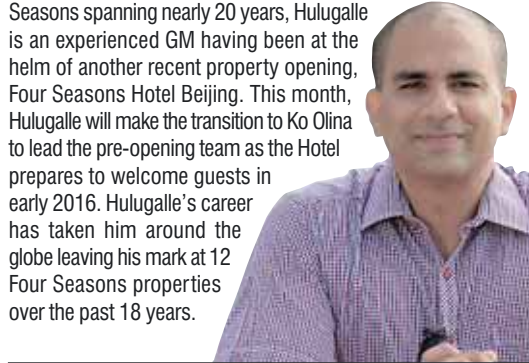 Seasons spanning nearly 20 years, Hulugalle
is an experienced GM having been at the
helm of another recent property opening,
Four Seasons Hotel Beijing. This month,
Hulugalle will make the transition to Ko Olina
to lead the pre-opening team as the Hotel
prepares to welcome guests in
early 2016. Hulugalle’s career
has taken him around the
globe leaving his mark at 12
Four Seasons properties
over the past 18 years.